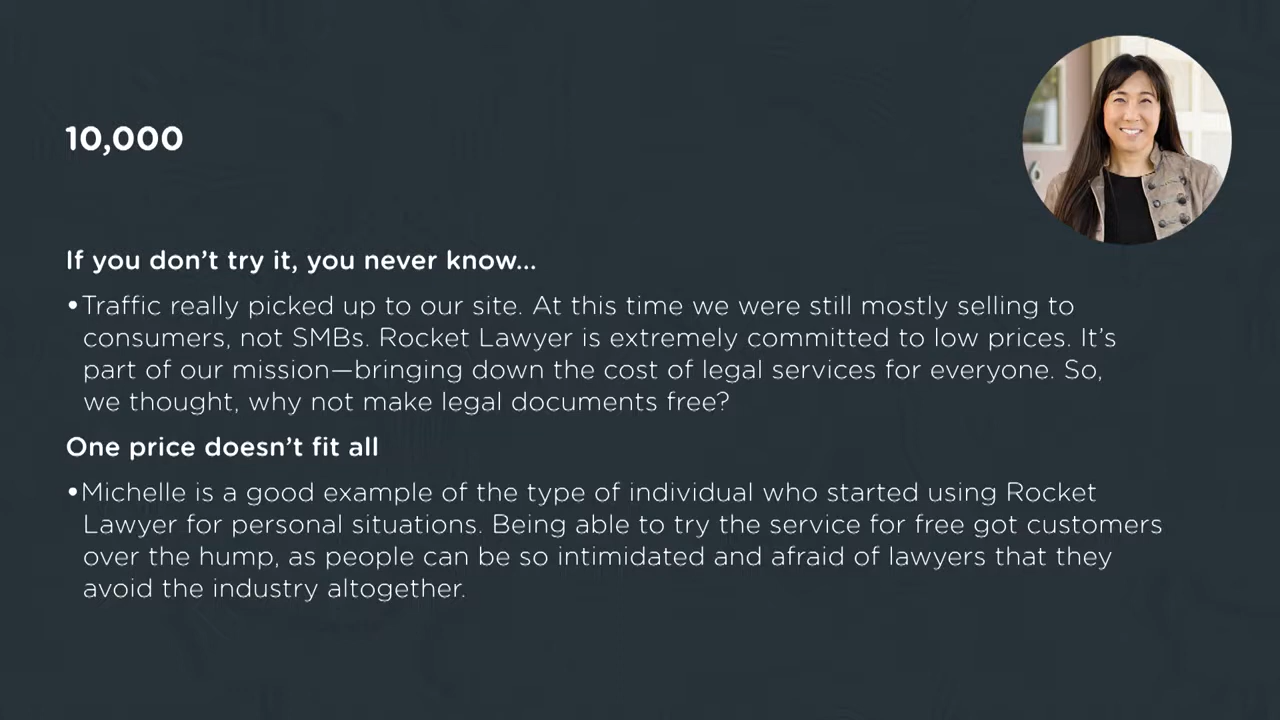 10,000
If you don’t try it, you never know...
•Traffic really picked up to our site. At this time we were still mostly selling to
consumers, not SMBs. Rocket Lawyer is extremely committed to low prices. It’s
part of our mission—bringing down the cost of legal services for everyone. So,
we thought, why not make legal documents free?
One price doesn’t fit all
•Michelle is a good example of the type of individual who started using Rocket
Lawyer for personal situations. Being able to try the service for free got customers
over the hump, as people can be so intimidated and afraid of lawyers that they
avoid the industry altogether.